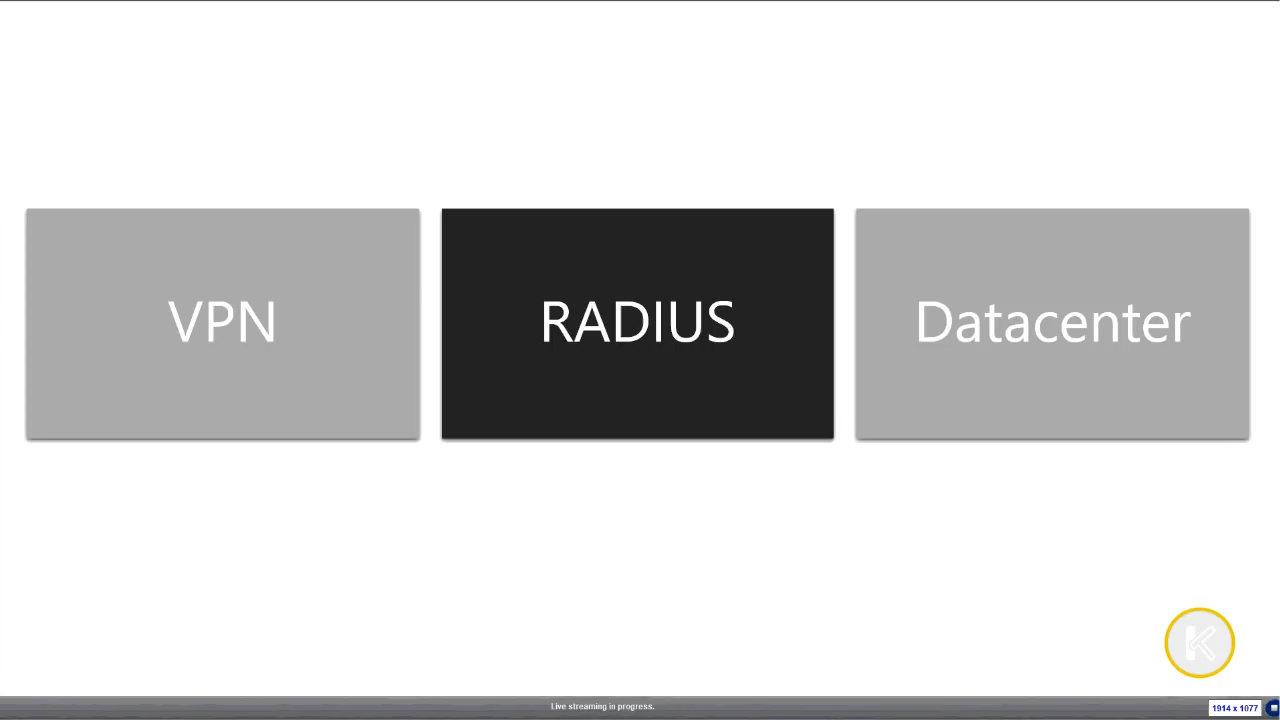 VPN
RADIUS
Datacenter
K
Live streaming in progress.
1914 x 1077